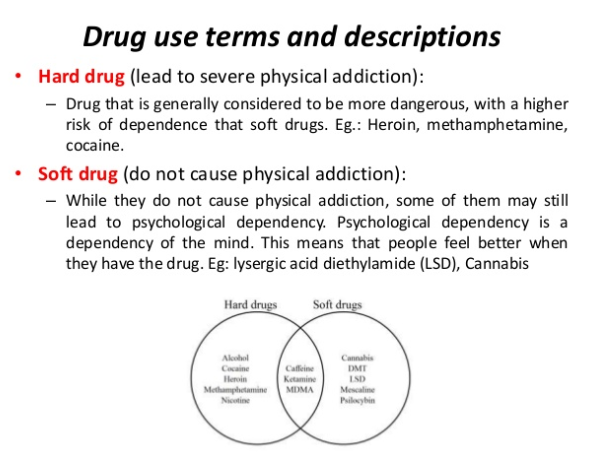 Drug use terms and descriptions
• Hard drug (lead to severe physical addiction):
– Drug that is generally considered to be more dangerous, with a higher
risk of dependence that soft drugs. Eg.: Heroin, methamphetamine,
cocaine.
• Soft drug (do not cause physical addiction):
– While they do not cause physical addiction, some of them may still
lead to psychological dependency. Psychological dependency is a
dependency of the mind. This means that people feel better when
they have the drug. Eg: lysergic acid diethylamide (LSD), Cannabis
Hard drugs
Soft drugs
Alcohol
Cocaine
Heroin
Methamphetamine
Nicotine
Caffeine
Ketamine
MDMA
Cannabis
DMT
LSD
Mescaline
Psilocybin